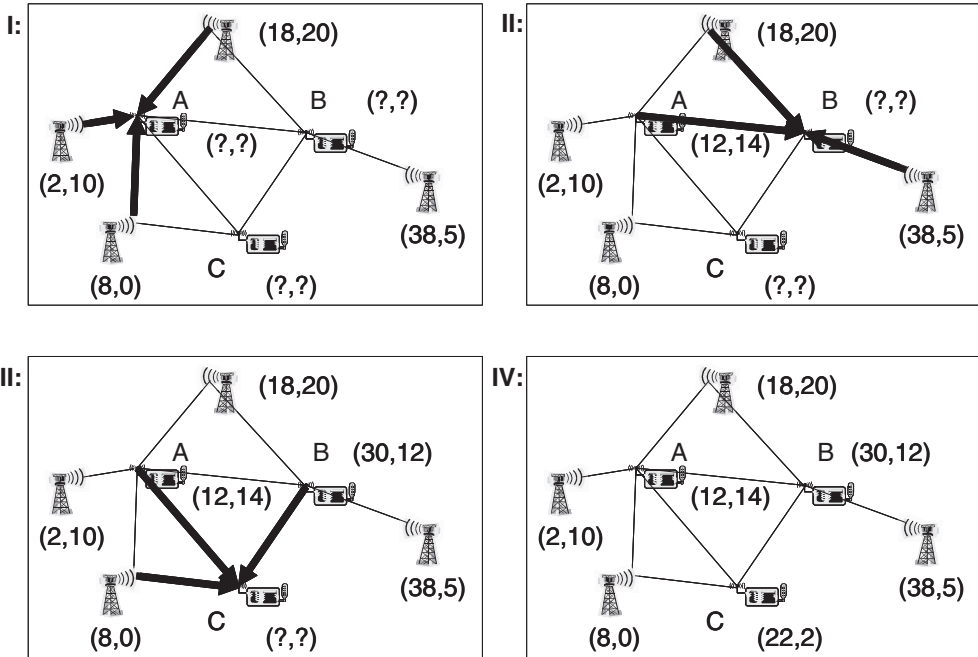 I:
(18,20)
A
B
(?,?)
(?,?)
(2,10)
(38,5)
(8,0)
C
(?,?)
II:
(18,20)
A
B
(?,?)
(12,14)
(2,10)
(38,5)
(8,0)
C
(?,?)
II:
(18,20)
A
B
(30,12)
(12,14)
(2,10)
(38,5)
(8,0)
C
(?,?)
IV:
(18,20)
A
B
(30,12)
(12,14)
(2,10)
(38,5)
(8,0)
C
(22,2)